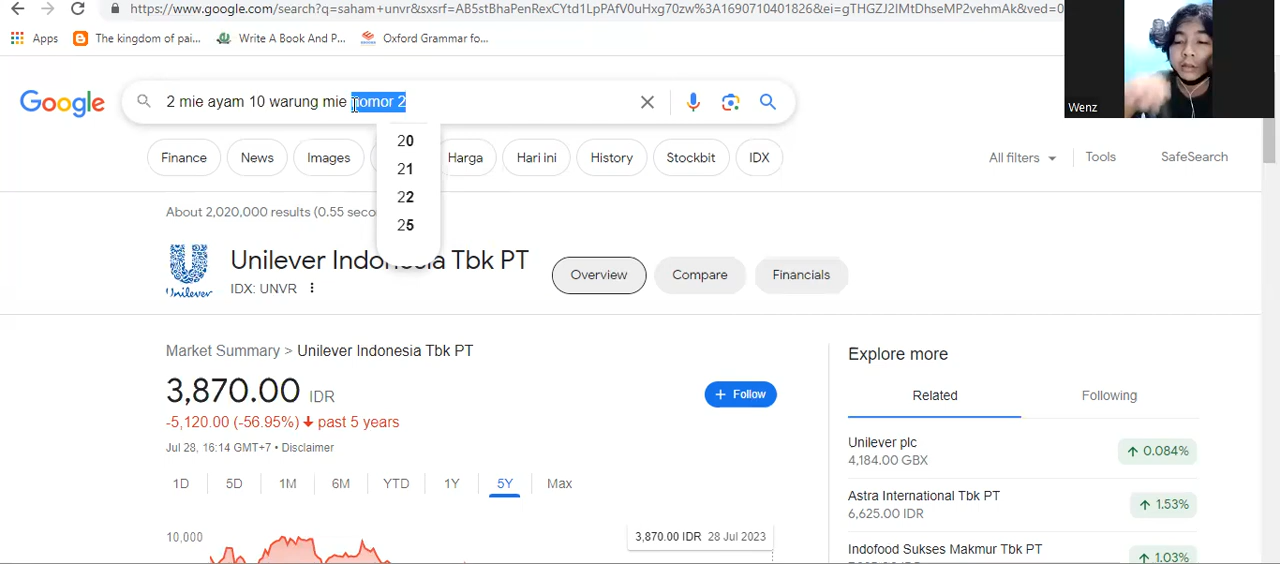 https://www.google.com/search?q=saham+unvr&sxsrf=AB5stBhaPenRexCYtd1LpPAfV0uHxg70zw%3A1690710401826&ei=gTHGZJ2IMtDhseMP2vehmAk&ved=0
Apps The kingdom of pai... Write A Book And P... Oxford Grammar fo...
Wenz
Google
2 mie ayam 10 warung mie nomor 2
20
21
22
25
Finance News Images Harga Hari ini History Stockbit IDX All filters Tools SafeSearch
About 2,020,000 results (0.55 seco
Unilever
Unilever Indonesia Tbk PT
IDX: UNVR
Overview Compare Financials
Market Summary > Unilever Indonesia Tbk PT
3,870.00 IDR
+ Follow
-5,120.00 (-56.95%) ↓ past 5 years
Jul 28, 16:14 GMT+7 • Disclaimer
1D 5D 1M 6M YTD 1Y 5Y Max
10,000
3,870.00 IDR 28 Jul 2023
Explore more
Related Following
Unilever plc
4,184.00 GBX
↑ 0.084%
Astra International Tbk PT
6,625.00 IDR
↑ 1.53%
Indofood Sukses Makmur Tbk PT
↑ 1.03%